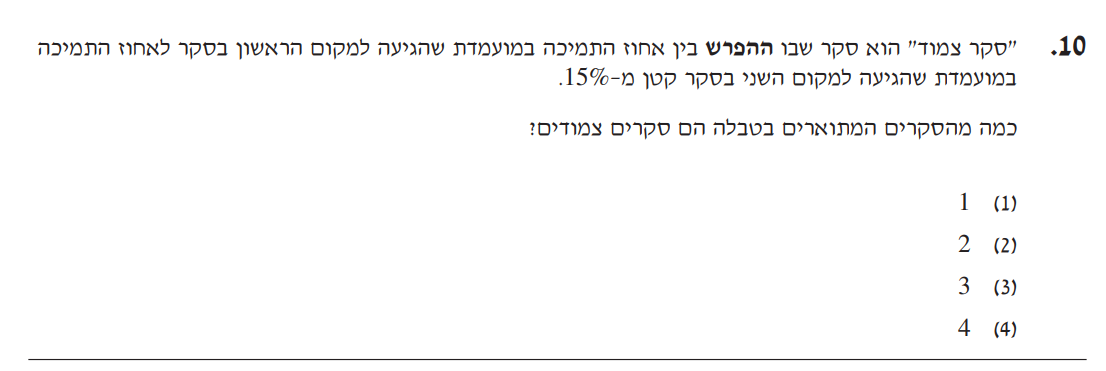 10. "סקר צמוד" הוא סקר שבו ההפרש בין אחוז התמיכה במועמדת שהגיעה למקום הראשון בסקר לאחוז התמיכה
במועמדת שהגיעה למקום השני בסקר קטן מ-15%.
כמה מהסקרים המתוארים בטבלה הם סקרים צמודים?
(1) 1
(2) 2
(3) 3
(4) 4